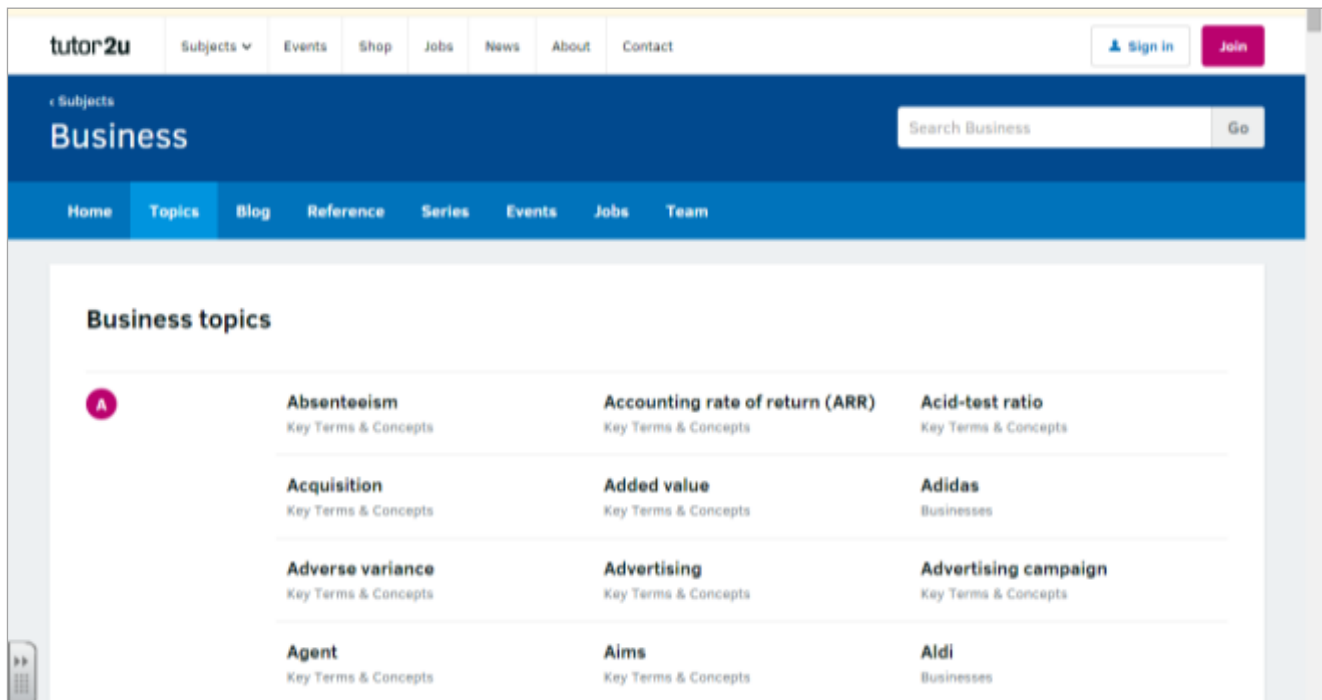 tutor2u Subjects Events Shop Jobs News About Contact Sign in Join
‹ Subjects
Business
Search Business Go
Home Topics Blog Reference Series Events Jobs Team
Business topics
A
Absenteeism Accounting rate of return (ARR) Acid-test ratio
Key Terms & Concepts Key Terms & Concepts Key Terms & Concepts
Acquisition Added value Adidas
Key Terms & Concepts Key Terms & Concepts Businesses
Adverse variance Advertising Advertising campaign
Key Terms & Concepts Key Terms & Concepts Key Terms & Concepts
Agent Aims Aldi
Key Terms & Concepts Key Terms & Concepts Businesses